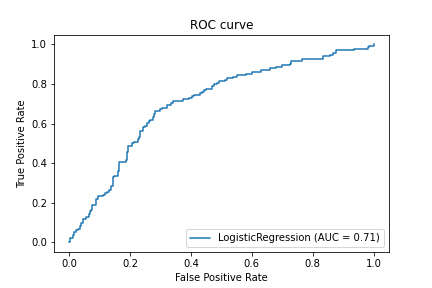 ROC curve
True Positive Rate
1.0
0.8
0.6
0.4
0.2
0.0
LogisticRegression (AUC = 0.71)
0.0 0.2 0.4 0.6 0.8 1.0
False Positive Rate